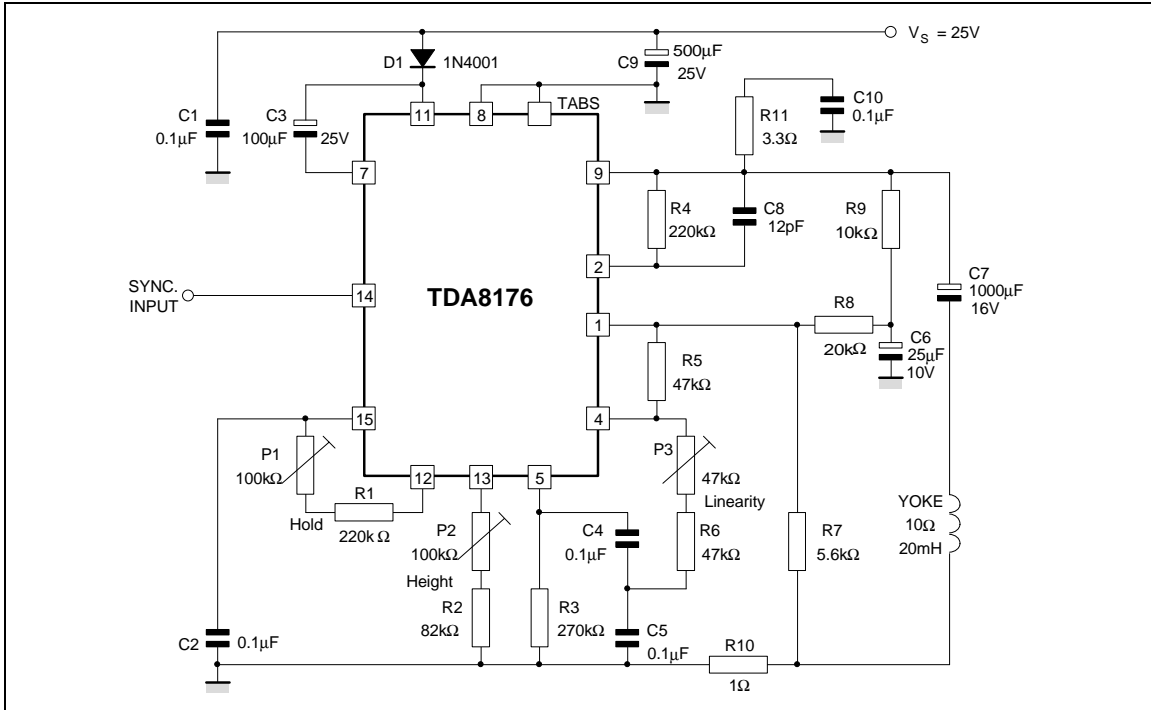 V_S = 25V
D1
1N4001
C9
500µF
25V
C1
0.1µF
C3
100µF
25V
11
8
TABS
R11
3.3Ω
C10
0.1µF
7
9
R4
220kΩ
C8
12pF
R9
10kΩ
2
SYNC.
INPUT
14
TDA8176
C7
1000µF
16V
1
R8
20kΩ
C6
25µF
10V
R5
47kΩ
15
4
P1
100kΩ
P3
47kΩ
Linearity
12
13
5
R1
220k Ω
Hold
P2
100kΩ
Height
C4
0.1µF
R6
47kΩ
R7
5.6kΩ
YOKE
10Ω
20mH
C2
0.1µF
R2
82kΩ
R3
270kΩ
C5
0.1µF
R10
1Ω